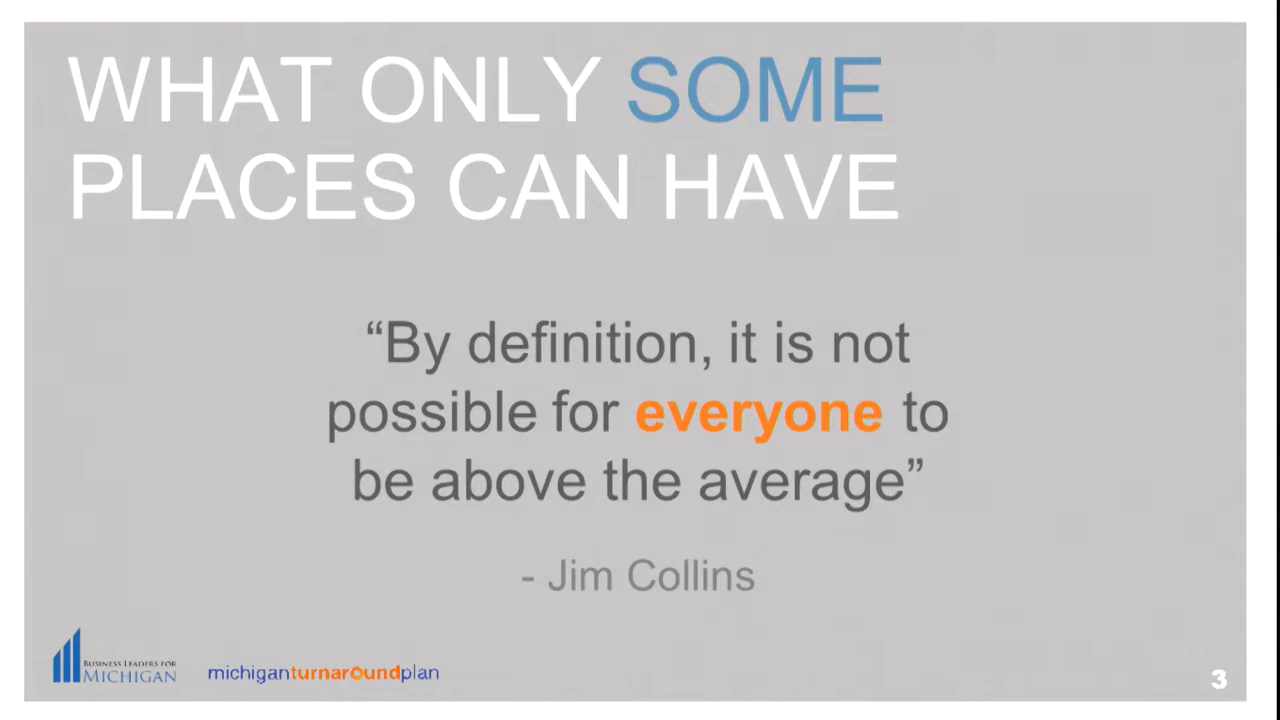 WHAT ONLY SOME
PLACES CAN HAVE
“By definition, it is not
possible for everyone to
be above the average”
- Jim Collins
BUSINESS LEADERS FOR
MICHIGAN
michiganturnaroundplan
3